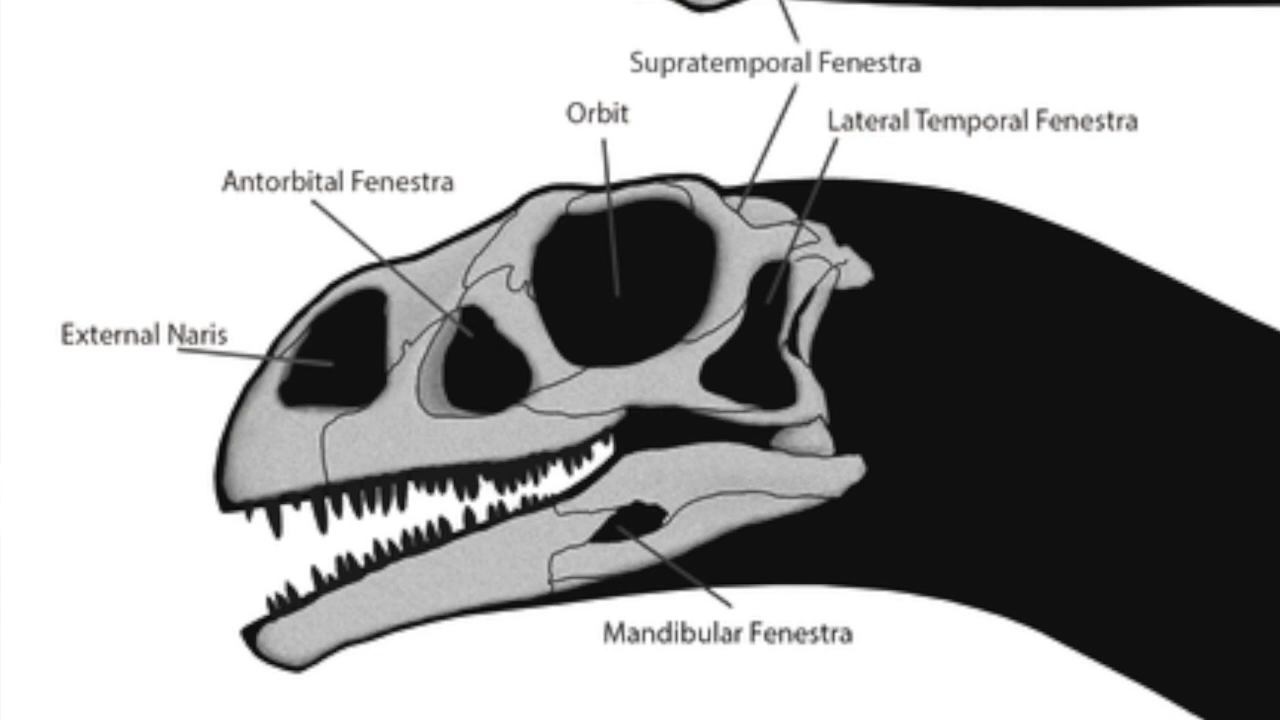 Supratemporal Fenestra
Orbit
Lateral Temporal Fenestra
Antorbital Fenestra
External Naris
Mandibular Fenestra